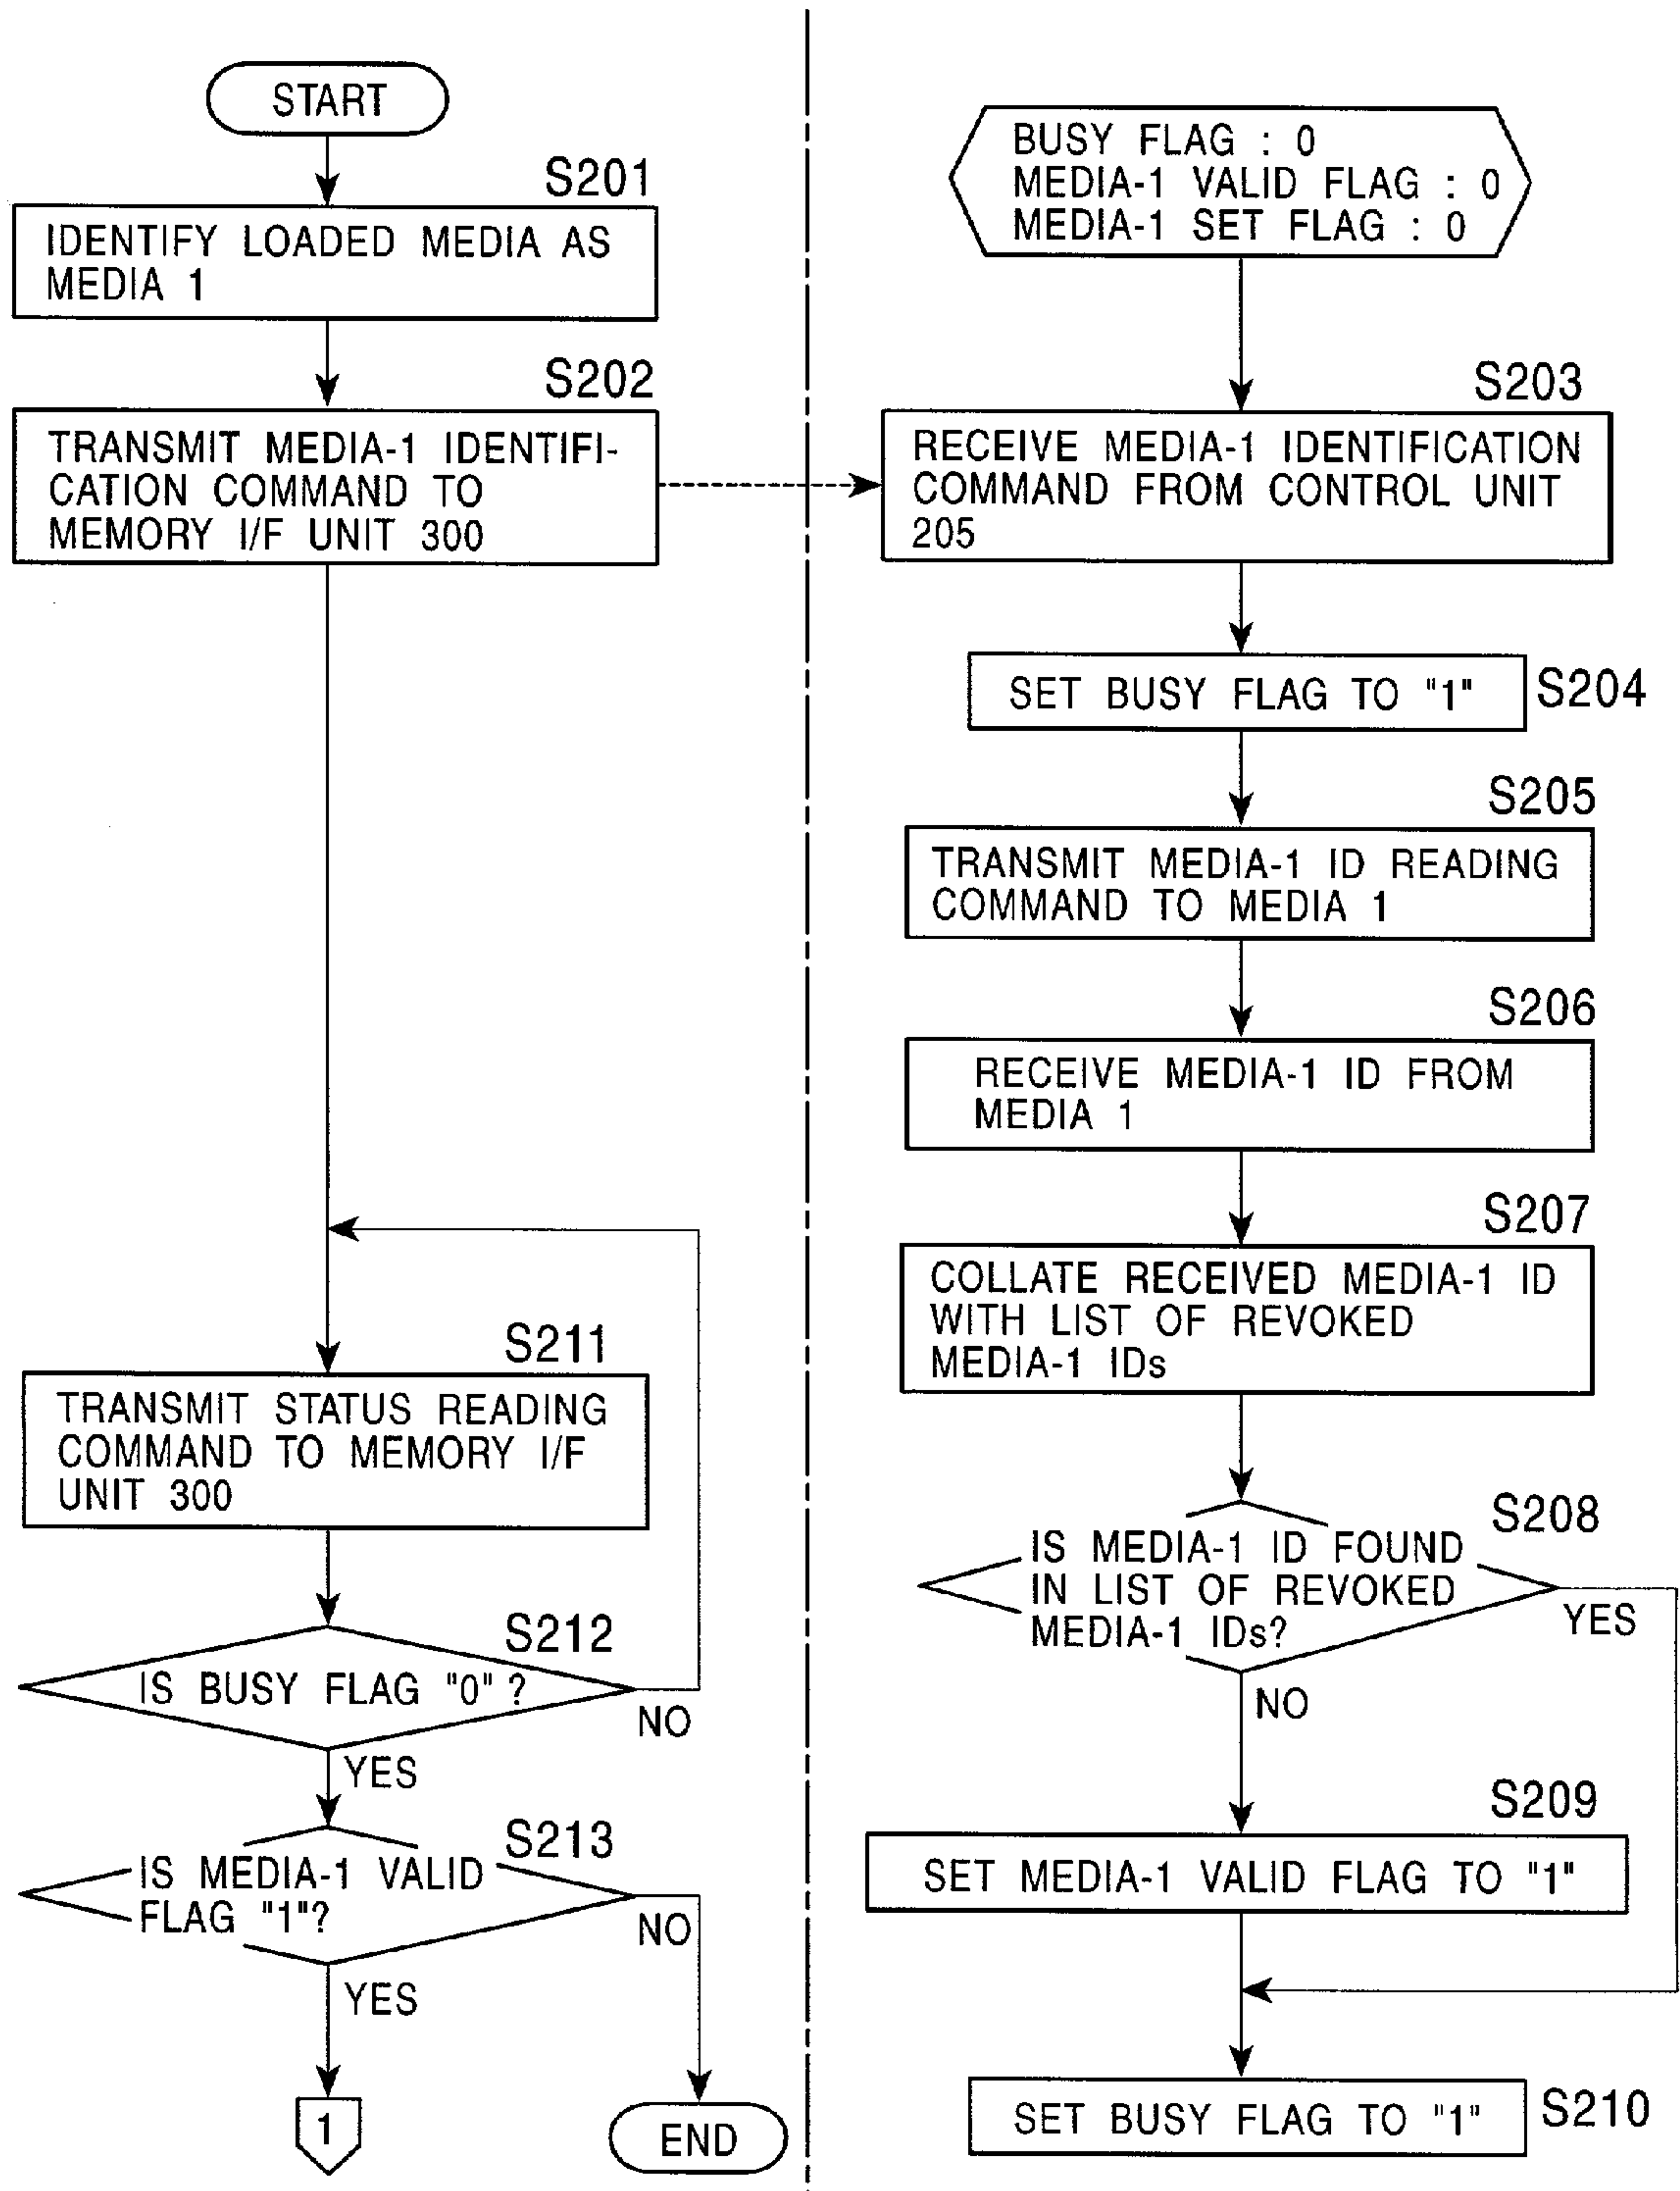 START
S201
IDENTIFY LOADED MEDIA AS
MEDIA 1
S202
TRANSMIT MEDIA-1 IDENTIFI-
CATION COMMAND TO
MEMORY I/F UNIT 300
S211
TRANSMIT STATUS READING
COMMAND TO MEMORY I/F
UNIT 300
S212
IS BUSY FLAG "0" ?
NO
YES
S213
IS MEDIA-1 VALID
FLAG "1"?
NO
YES
1
END
BUSY FLAG : 0
MEDIA-1 VALID FLAG : 0
MEDIA-1 SET FLAG : 0
S203
RECEIVE MEDIA-1 IDENTIFICATION
COMMAND FROM CONTROL UNIT
205
SET BUSY FLAG TO "1"
S204
S205
TRANSMIT MEDIA-1 ID READING
COMMAND TO MEDIA 1
S206
RECEIVE MEDIA-1 ID FROM
MEDIA 1
S207
COLLATE RECEIVED MEDIA-1 ID
WITH LIST OF REVOKED
MEDIA-1 IDs
S208
IS MEDIA-1 ID FOUND
IN LIST OF REVOKED
MEDIA-1 IDs?
YES
NO
S209
SET MEDIA-1 VALID FLAG TO "1"
SET BUSY FLAG TO "1"
S210